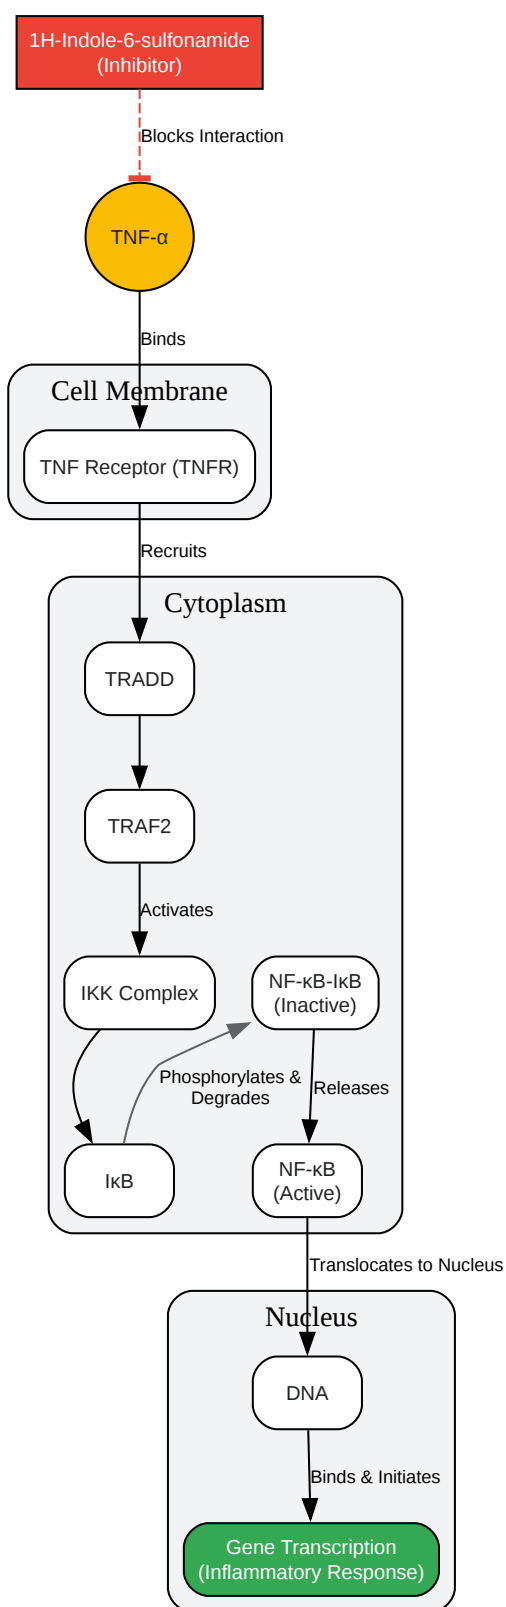 1H-Indole-6-sulfonamide
(Inhibitor)
Blocks Interaction
TNF-α
Binds
Cell Membrane
TNF Receptor (TNFR)
Recruits
Cytoplasm
TRADD
TRAF2
Activates
IKK Complex
NF-κB-IκB
(Inactive)
Phosphorylates &
Degrades
Releases
IκB
NF-κB
(Active)
Translocates to Nucleus
Nucleus
DNA
Binds & Initiates
Gene Transcription
(Inflammatory Response)